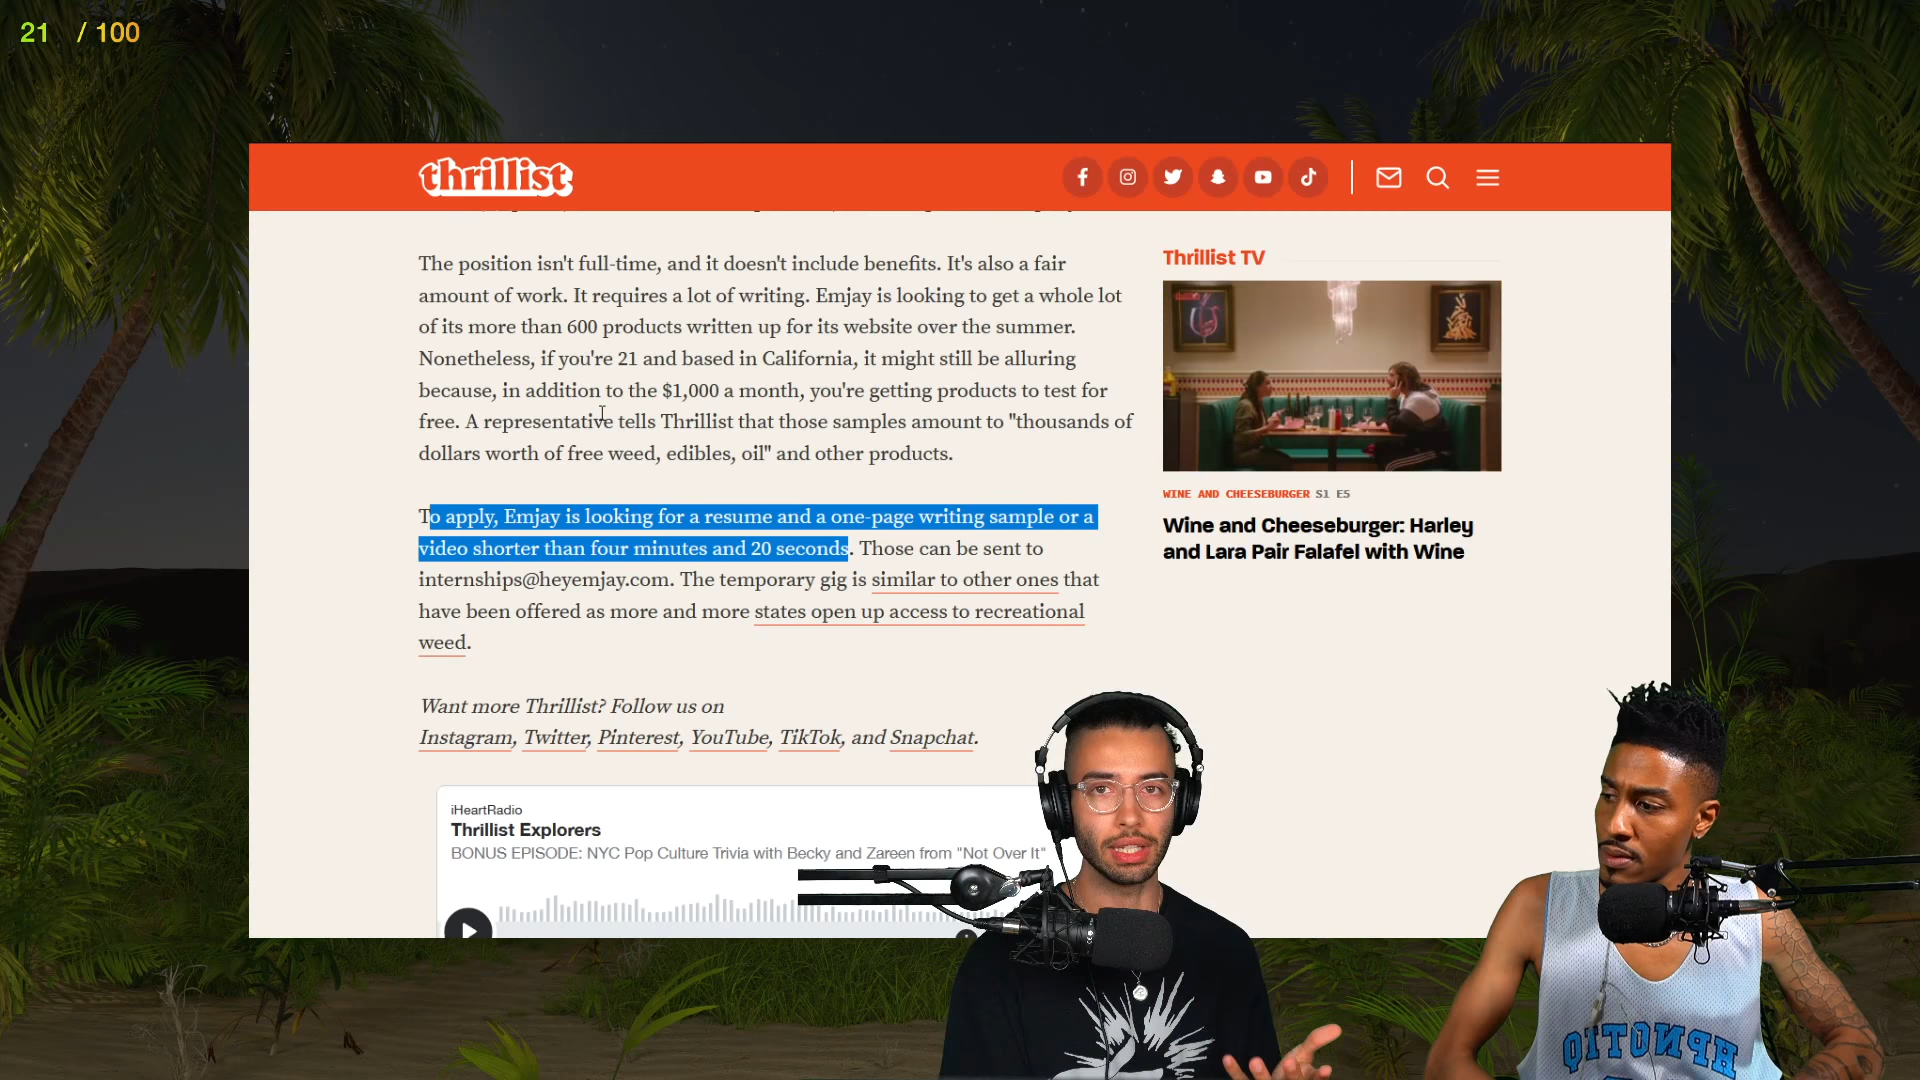 21 / 100
thrillist
The position isn't full-time, and it doesn't include benefits. It's also a fair
amount of work. It requires a lot of writing. Emjay is looking to get a whole lot
of its more than 600 products written up for its website over the summer.
Nonetheless, if you're 21 and based in California, it might still be alluring
because, in addition to the $1,000 a month, you're getting products to test for
free. A representative tells Thrillist that those samples amount to "thousands of
dollars worth of free weed, edibles, oil" and other products.
To apply, Emjay is looking for a resume and a one-page writing sample or a
video shorter than four minutes and 20 seconds. Those can be sent to
internships@heyemjay.com. The temporary gig is similar to other ones that
have been offered as more and more states open up access to recreational
weed.
Want more Thrillist? Follow us on
Instagram, Twitter, Pinterest, YouTube, TikTok, and Snapchat.
iHeartRadio
Thrillist Explorers
BONUS EPISODE: NYC Pop Culture Trivia with Becky and Zareen from "Not Over It"
Thrillist TV
WINE AND CHEESEBURGER S1 E5
Wine and Cheeseburger: Harley
and Lara Pair Falafel with Wine
HPNOTIQ